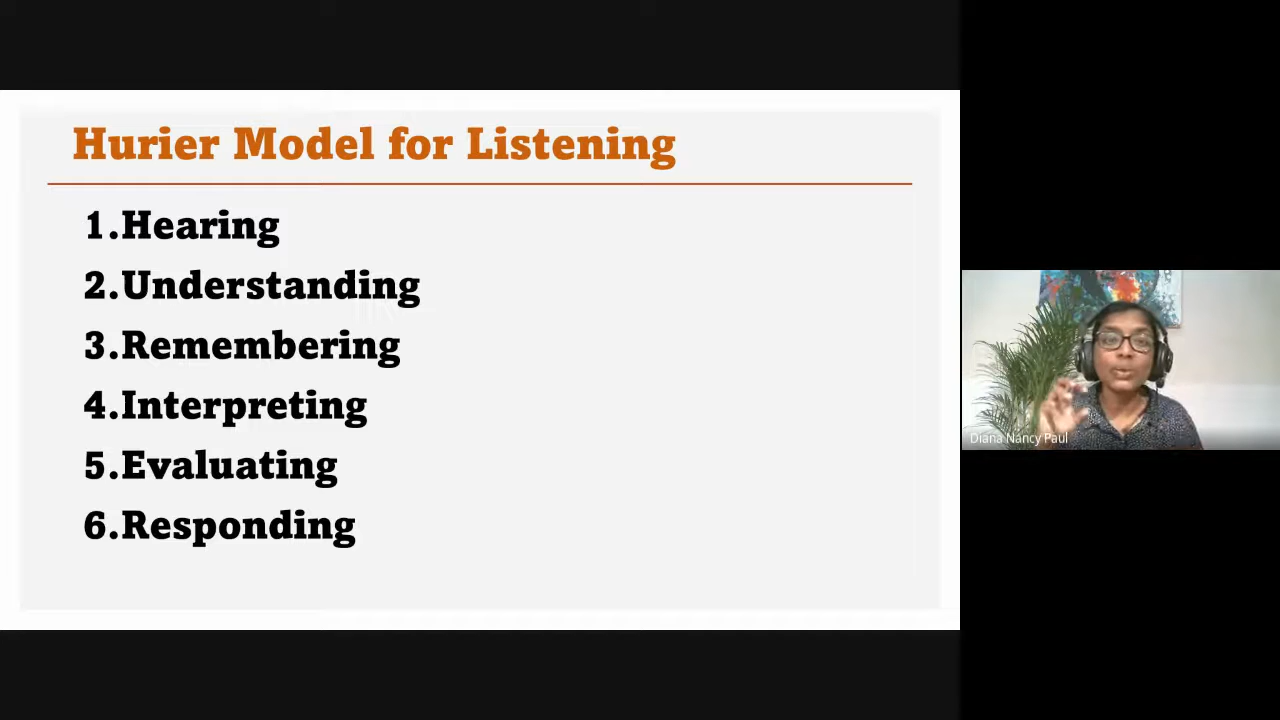 Hurier Model for Listening
1.Hearing
2.Understanding
3.Remembering
4.Interpreting
5.Evaluating
6.Responding
Diana Nancy Paul